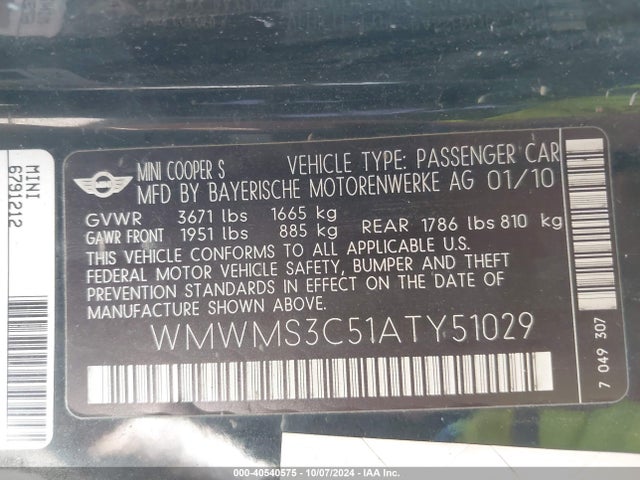 MINI COOPER S VEHICLE TYPE: PASSENGER CAR
MFD BY BAYERISCHE MOTORENWERKE AG 01/10
GVWR 3671 lbs 1665 kg
GAWR FRONT 1951 lbs 885 kg REAR 1786 lbs 810 kg
THIS VEHICLE CONFORMS TO ALL APPLICABLE U.S.
FEDERAL MOTOR VEHICLE SAFETY, BUMPER AND THEFT
PREVENTION STANDARDS IN EFFECT ON THE DATE OF
MANUFACTURE SHOWN ABOVE.
WMWMS3C51ATY51029
7 049 307
MINI
6791212
000-40540575 - 10/07/2024 - IAA Inc.